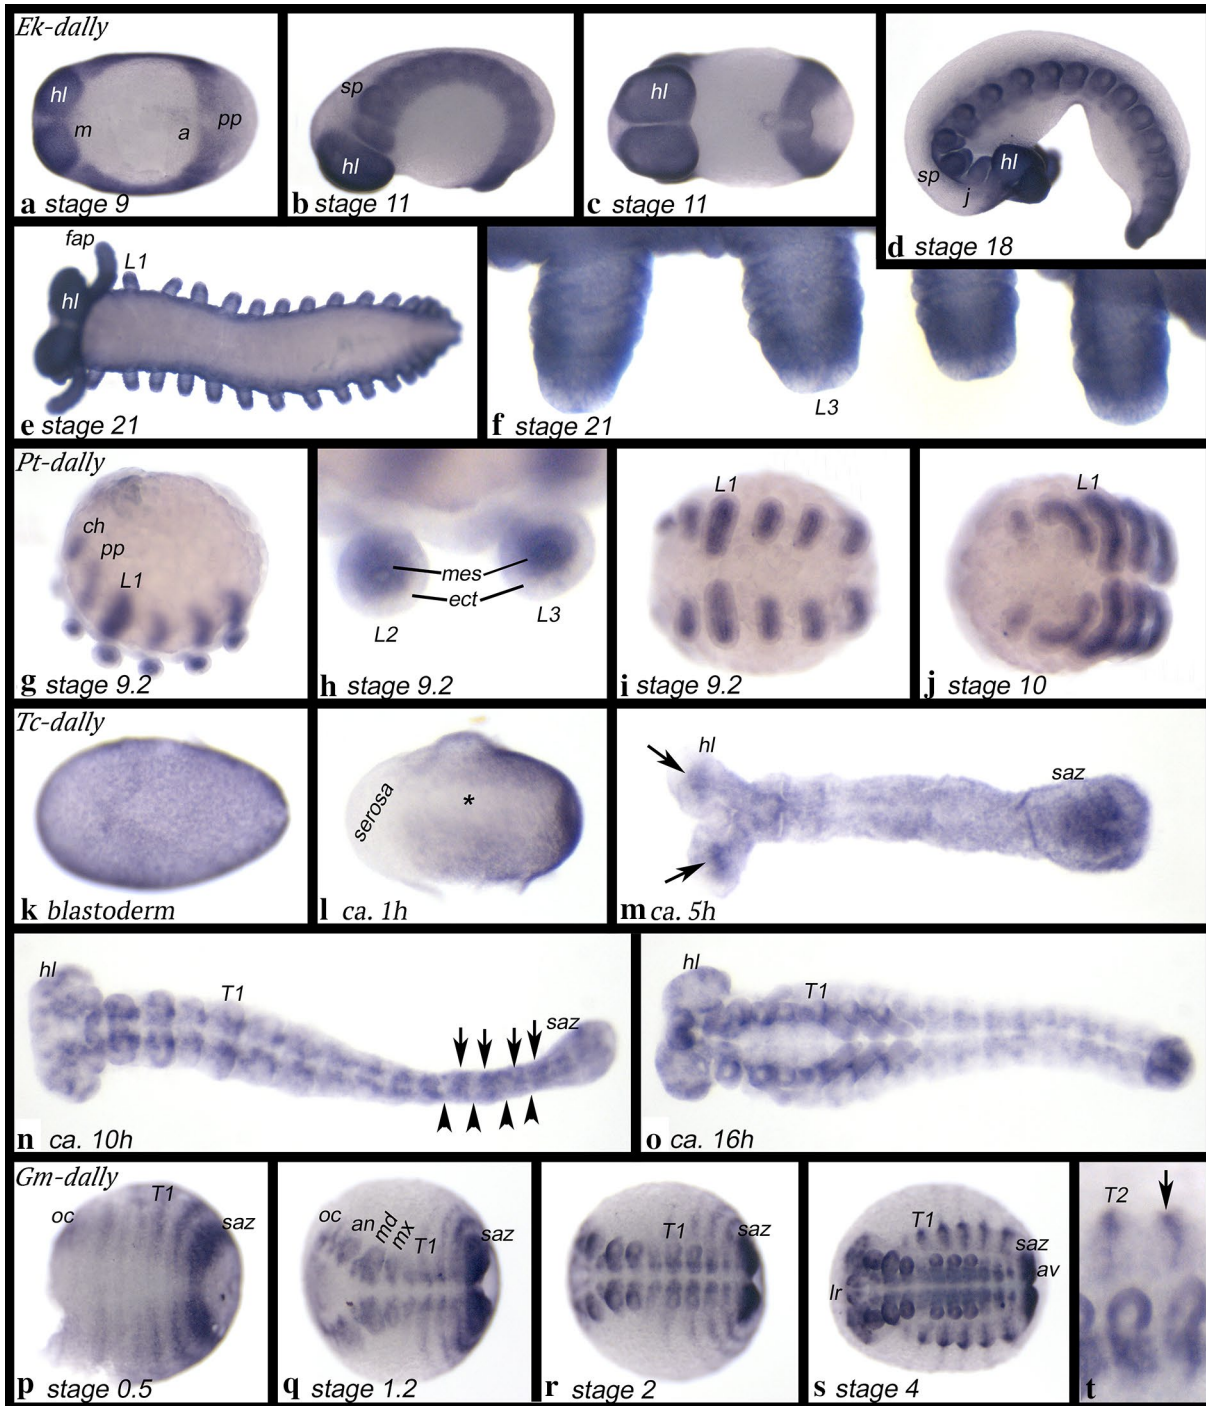 Ek-dally
hl
m
a
pp
a stage 9
sp
hl
b stage 11
hl
c stage 11
sp
j
hl
d stage 18
fap
L1
hl
e stage 21
L3
f stage 21
Pt-dally
ch
pp
L1
g stage 9.2
mes
ect
L2
L3
h stage 9.2
L1
i stage 9.2
L1
j stage 10
Tc-dally
k blastoderm
serosa
*
l ca. 1h
hl
saz
m ca. 5h
hl
T1
saz
n ca. 10h
hl
T1
o ca. 16h
Gm-dally
oc
T1
saz
p stage 0.5
oc
an
md
mx
T1
saz
q stage 1.2
T1
saz
r stage 2
T1
saz
av
lr
s stage 4
T2
t